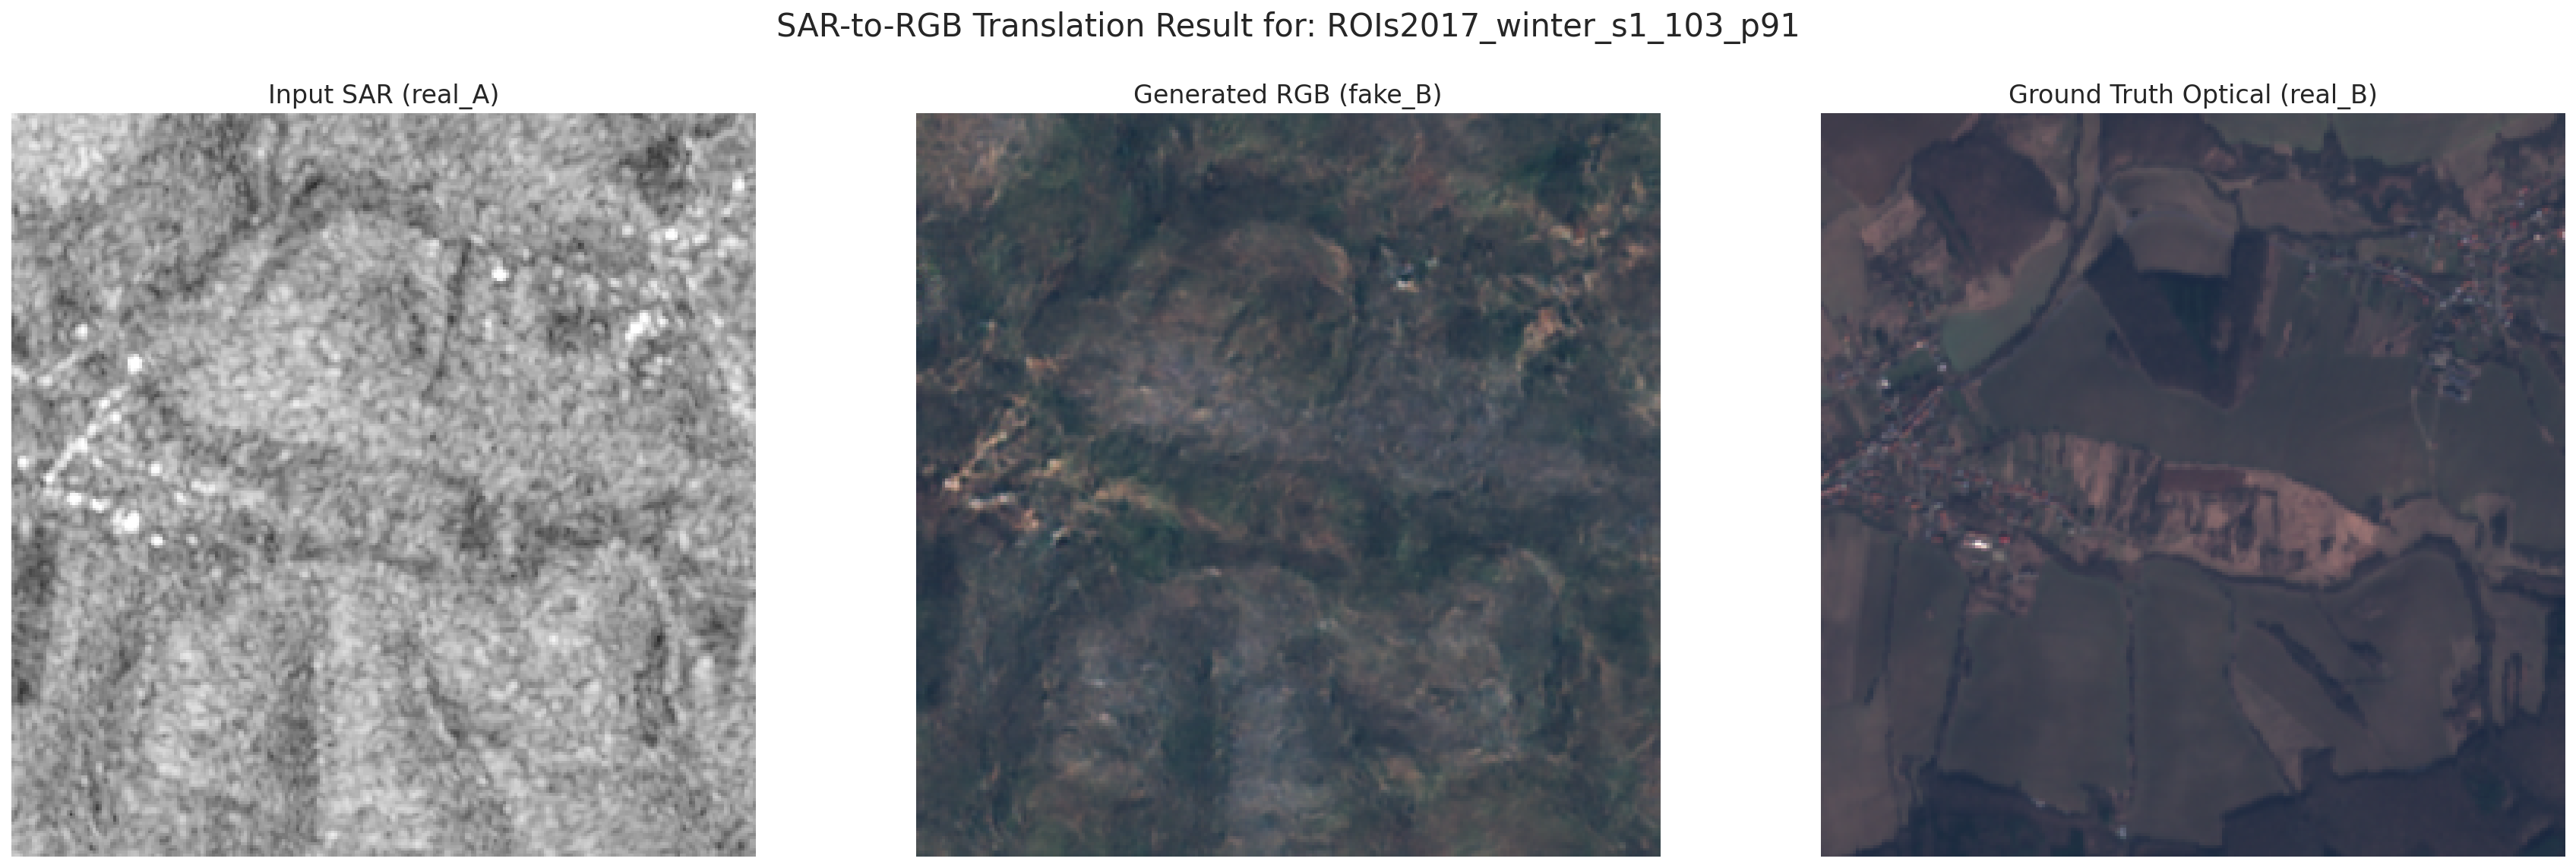 SAR-to-RGB Translation Result for: ROIs2017_winter_s1_103_p91
Input SAR (real_A)
Generated RGB (fake_B)
Ground Truth Optical (real_B)